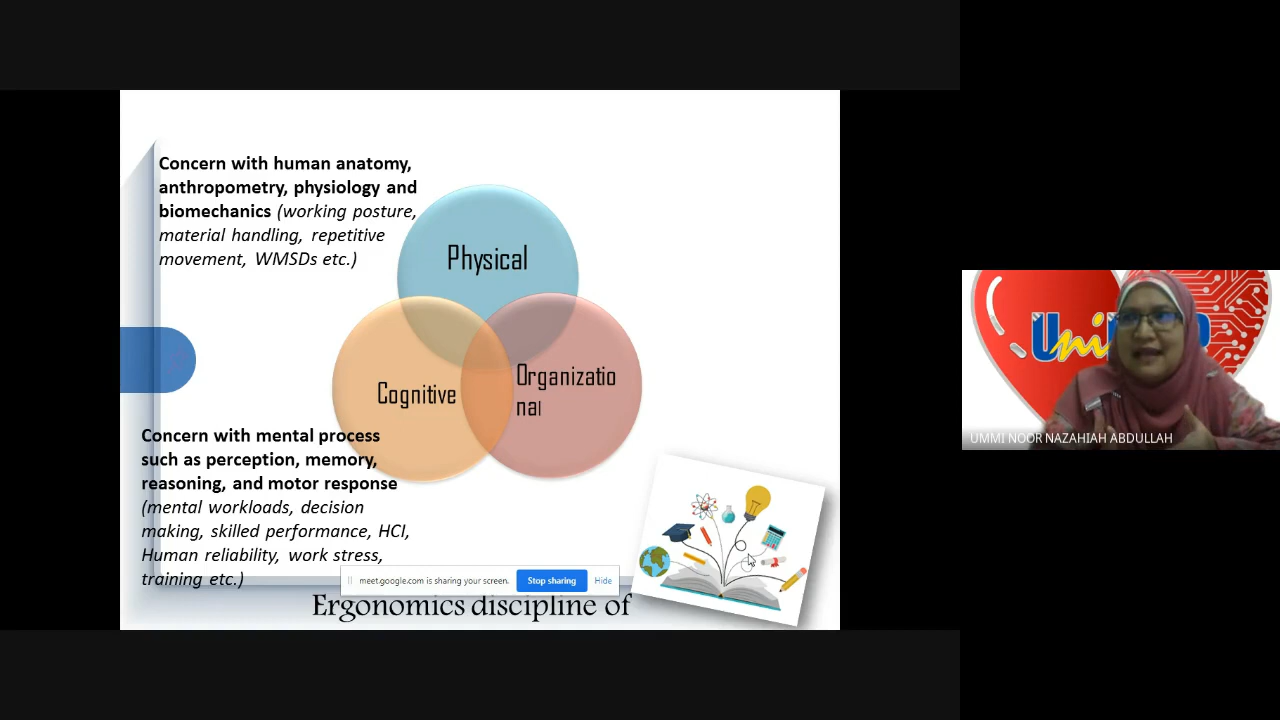 Concern with human anatomy,
anthropometry, physiology and
biomechanics (working posture,
material handling, repetitive
movement, WMSDs etc.)
Physical
Cognitive
Organizatio
nal
Concern with mental process
such as perception, memory,
reasoning, and motor response
(mental workloads, decision
making, skilled performance, HCI,
Human reliability, work stress,
training etc.)
meet.google.com is sharing your screen.
Stop sharing
Hide
Ergonomics discipline of
UMMI NOOR NAZAHIAH ABDULLAH